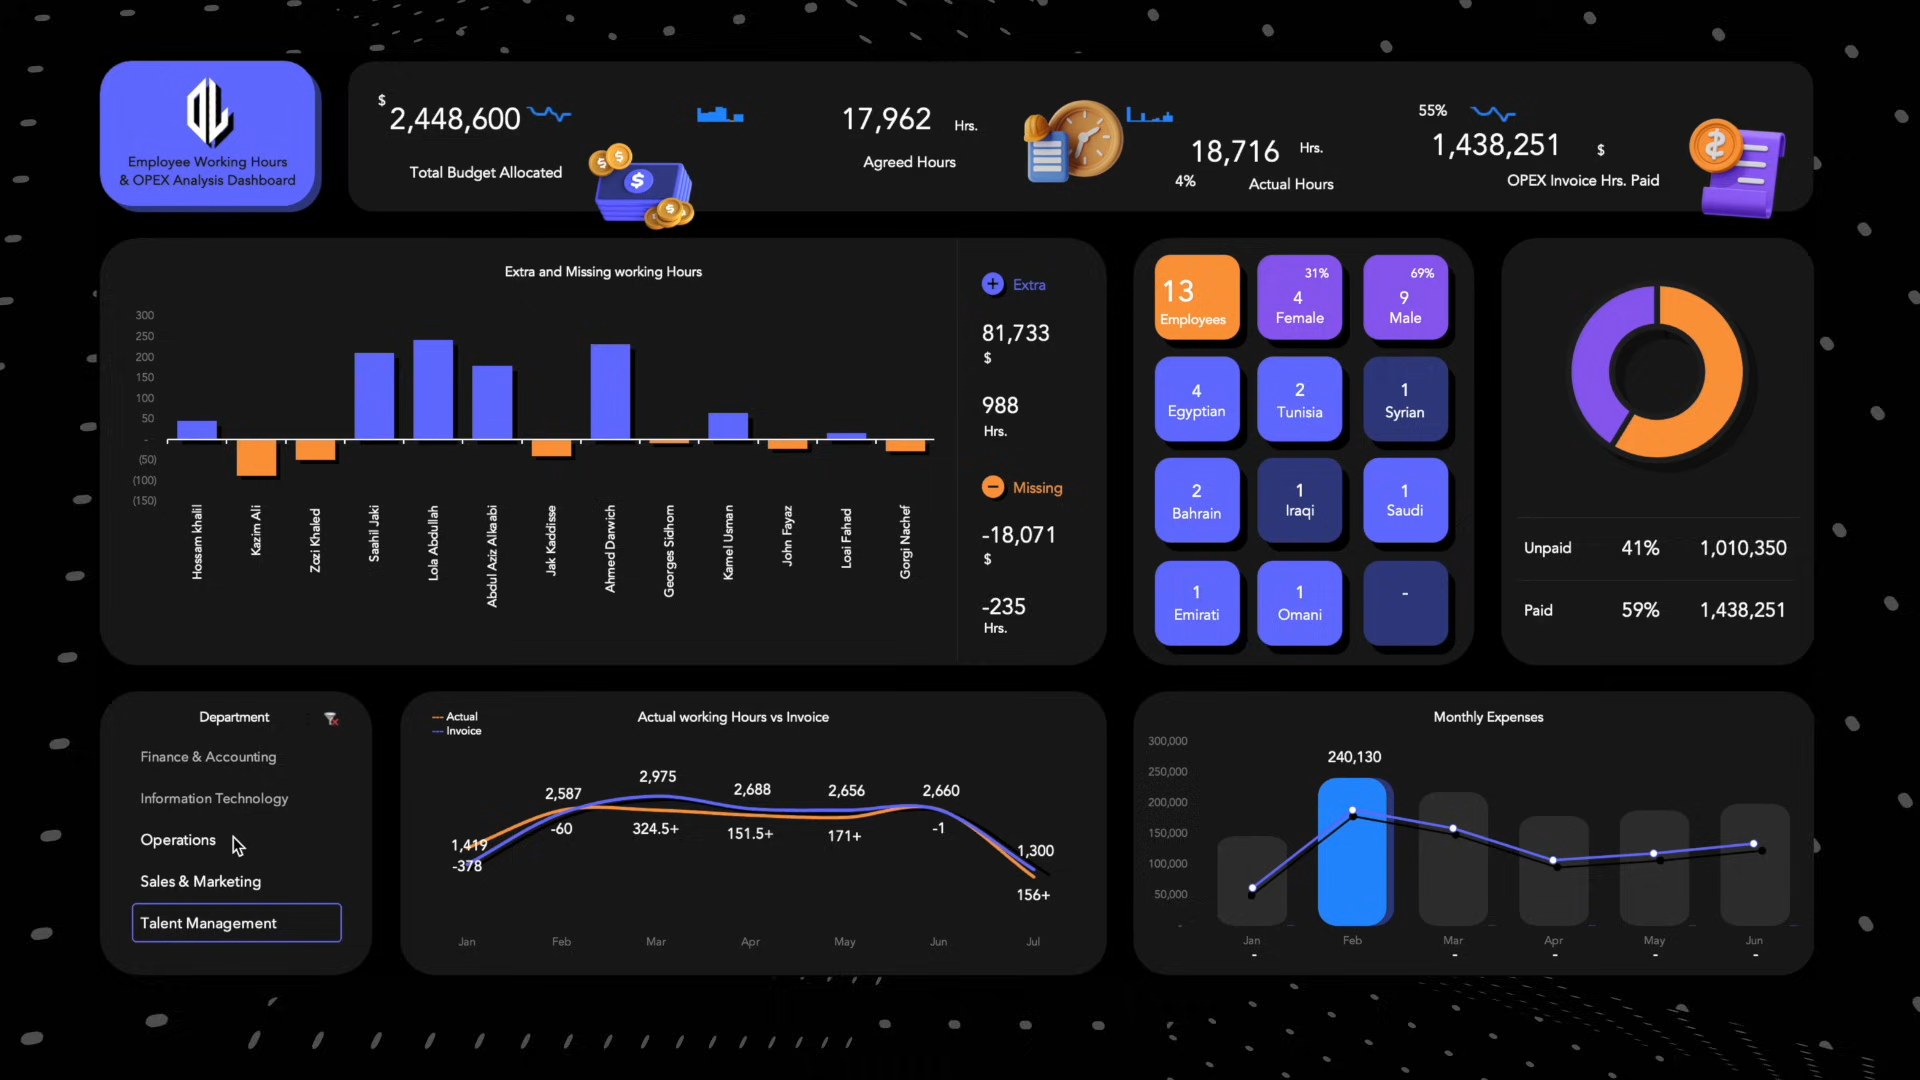 Employee Working Hours
& OPEX Analysis Dashboard
$
2,448,600
Total Budget Allocated
17,962
Hrs.
Agreed Hours
18,716
Hrs.
4%
Actual Hours
55%
1,438,251
$
OPEX Invoice Hrs. Paid
Extra and Missing working Hours
300
250
200
150
100
50
-
(50)
(100)
(150)
Hossam khalil
Kazim Ali
Zozi Khaled
Saahil Jaki
Lola Abdullah
Abdul Aziz Alkaabi
Jak Kaddisse
Ahmed Darwich
Georges Sidhom
Kamel Usman
John Fayaz
Loai Fahad
Gorgi Nachef
Extra
81,733
$
988
Hrs.
Missing
-18,071
$
-235
Hrs.
13
Employees
31%
4
Female
69%
9
Male
4
Egyptian
2
Tunisia
1
Syrian
2
Bahrain
1
Iraqi
1
Saudi
1
Emirati
1
Omani
-
Unpaid 41% 1,010,350
Paid 59% 1,438,251
Department
Finance & Accounting
Information Technology
Operations
Sales & Marketing
Talent Management
Actual
Invoice
Actual working Hours vs Invoice
1,419
-378
2,587
-60
2,975
324.5+
2,688
151.5+
2,656
171+
2,660
-1
1,300
156+
Jan Feb Mar Apr May Jun Jul
Monthly Expenses
300,000
250,000
200,000
150,000
100,000
50,000
-
240,130
Jan Feb Mar Apr May Jun
- - - - - -